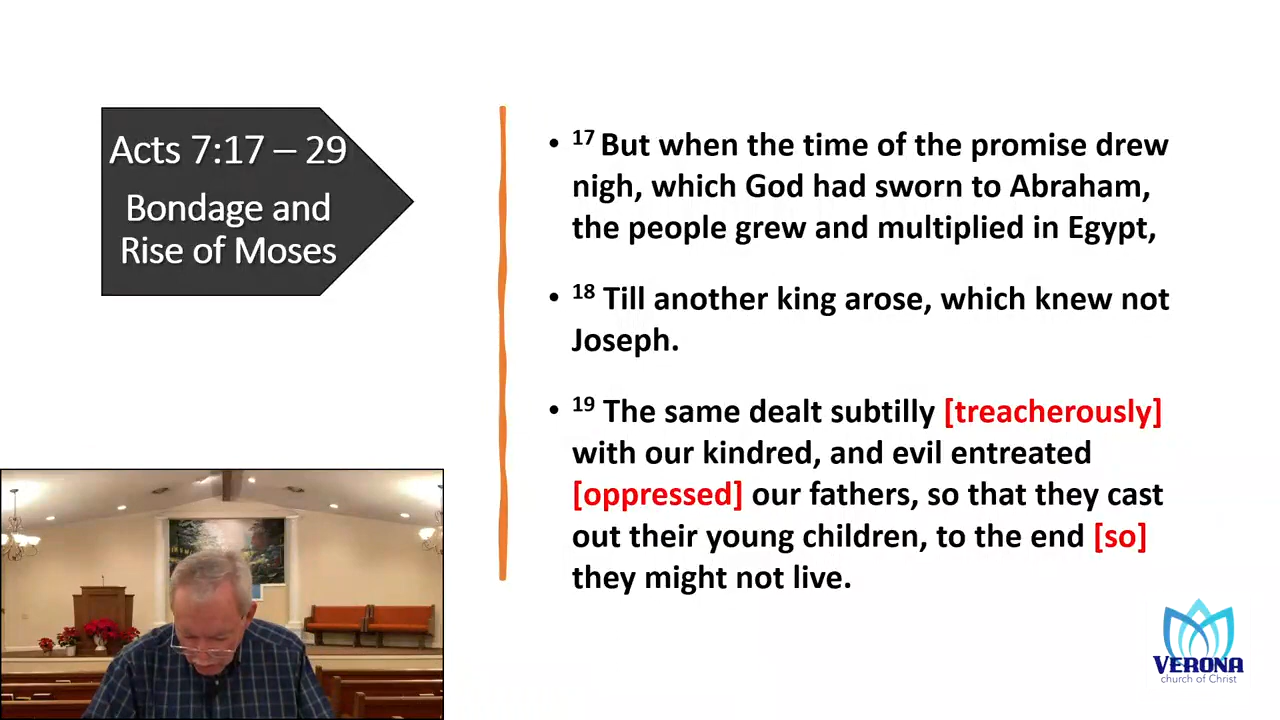 Acts 7:17 – 29
Bondage and
Rise of Moses
• 17 But when the time of the promise drew
nigh, which God had sworn to Abraham,
the people grew and multiplied in Egypt,
• 18 Till another king arose, which knew not
Joseph.
• 19 The same dealt subtilly [treacherously]
with our kindred, and evil entreated
[oppressed] our fathers, so that they cast
out their young children, to the end [so]
they might not live.
VERONA
church of Christ